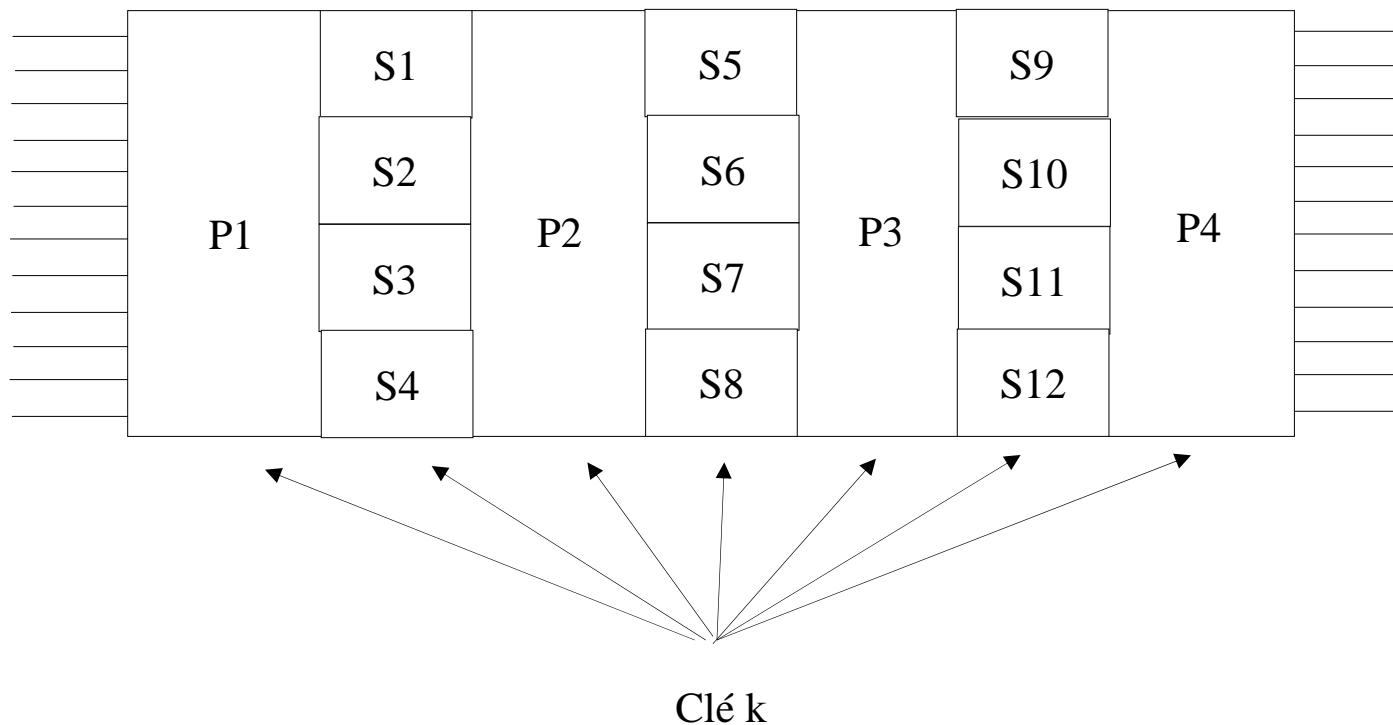 S1 S5 S9
S2 S6 S10
P1 P2 P3 P4
S3 S7 S11
S4 S8 S12
Clé k